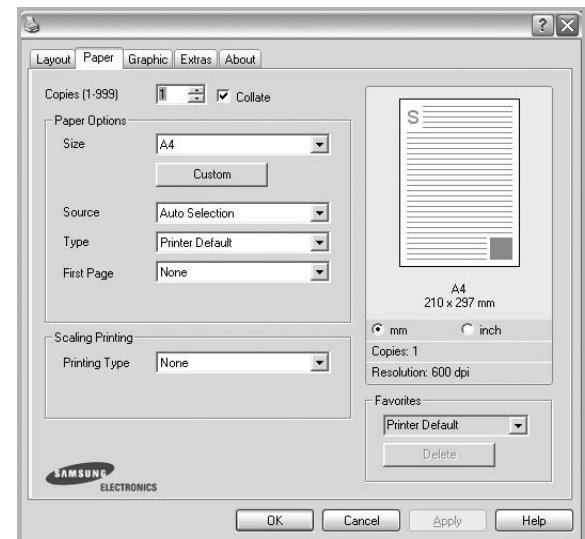 ?
Layout Paper Graphic Extras About
Copies (1-999) 1 Collate
Paper Options
Size A4
Custom
Source Auto Selection
Type Printer Default
First Page None
Scaling Printing
Printing Type None
SAMSUNG
ELECTRONICS
S
A4
210 x 297 mm
mm inch
Copies: 1
Resolution: 600 dpi
Favorites
Printer Default
Delete
OK Cancel Apply Help